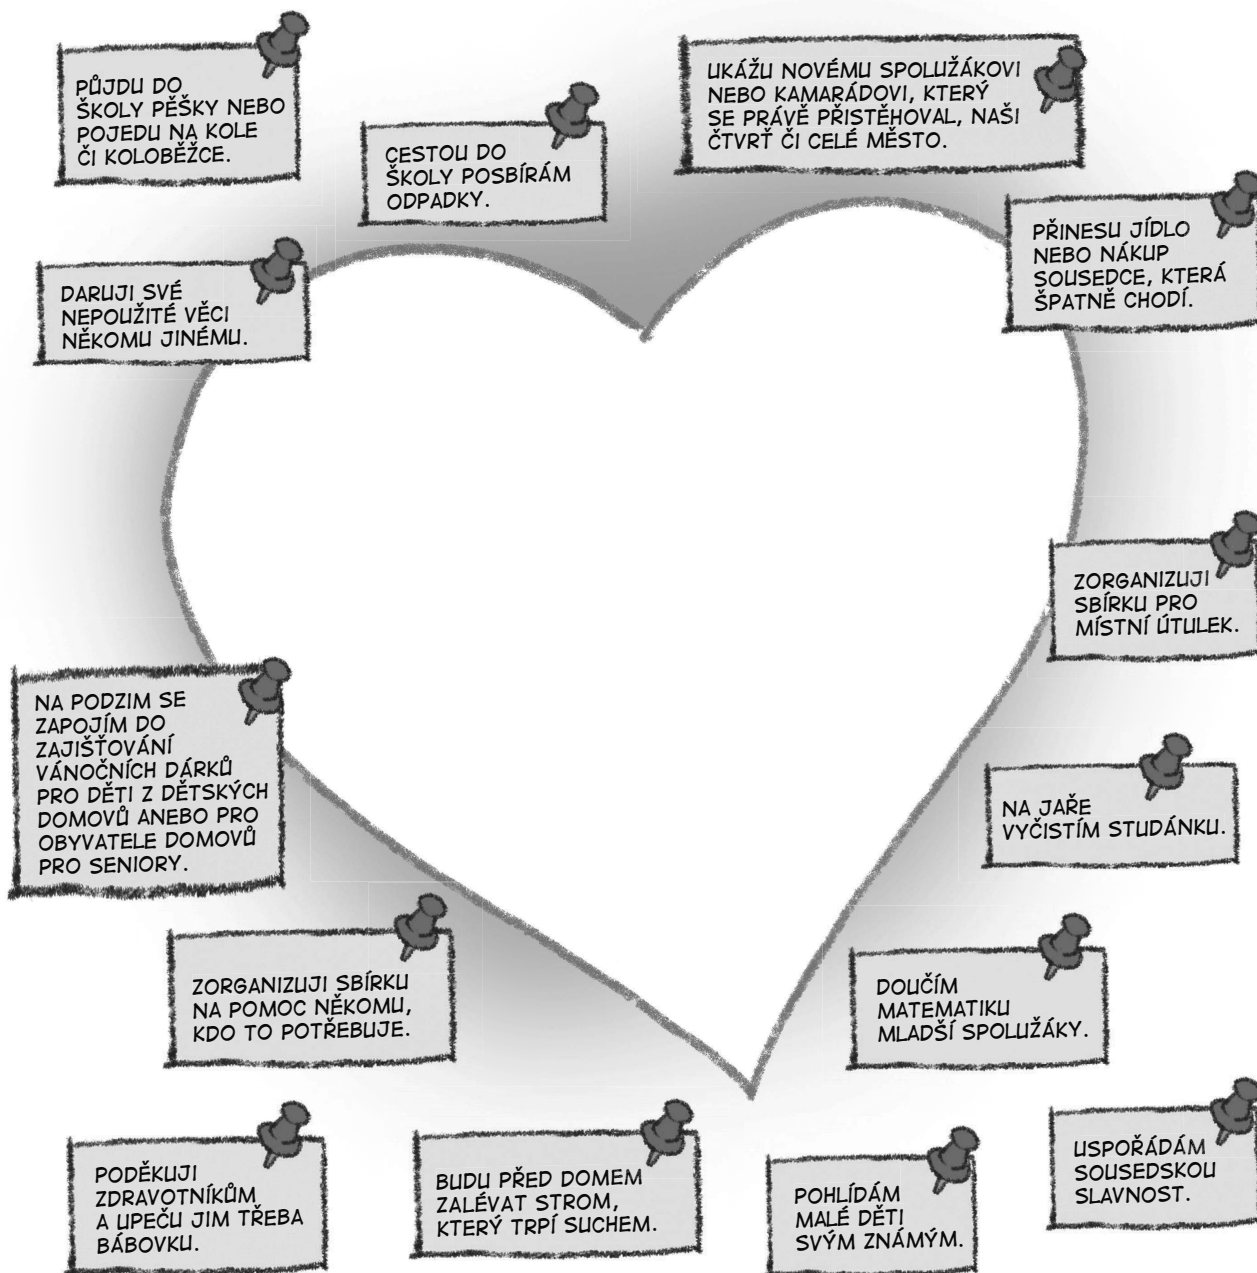 PŮJDU DO
ŠKOLY PĚŠKY NEBO
POJEDU NA KOLE
ČI KOLOBĚŽCE.
CESTOU DO
ŠKOLY POSBÍRÁM
ODPADKY.
UKÁŽU NOVÉMU SPOLUŽÁKOVI
NEBO KAMARÁDOVI, KTERÝ
SE PRÁVĚ PŘISTĚHOVAL, NAŠI
ČTVRŤ ČI CELÉ MĚSTO.
DARUJI SVÉ
NEPOUŽITÉ VĚCI
NĚKOMU JINÉMU.
PŘINESU JÍDLO
NEBO NÁKUP
SOUSEDCE, KTERÁ
ŠPATNĚ CHODÍ.
ZORGANIZUJI
SBÍRKU PRO
MÍSTNÍ ÚTULEK.
NA PODZIM SE
ZAPOJÍM DO
ZAJIŠŤOVÁNÍ
VÁNOČNÍCH DÁRKŮ
PRO DĚTI Z DĚTSKÝCH
DOMOVŮ ANEBO PRO
OBYVATELE DOMOVŮ
PRO SENIORY.
NA JAŘE
VYČISTÍM STUDÁNKU.
ZORGANIZUJI SBÍRKU
NA POMOC NĚKOMU,
KDO TO POTŘEBUJE.
DOUČÍM
MATEMATIKU
MLADŠÍ SPOLUŽÁKY.
PODĚKUJI
ZDRAVOTNÍKŮM
A UPEČU JIM TŘEBA
BÁBOVKU.
BUDU PŘED DOMEM
ZALÉVAT STROM,
KTERÝ TRPÍ SUCHEM.
POHLÍDÁM
MALÉ DĚTI
SVÝM ZNÁMÝM.
USPOŘÁDÁM
SOUSEDSKOU
SLAVNOST.